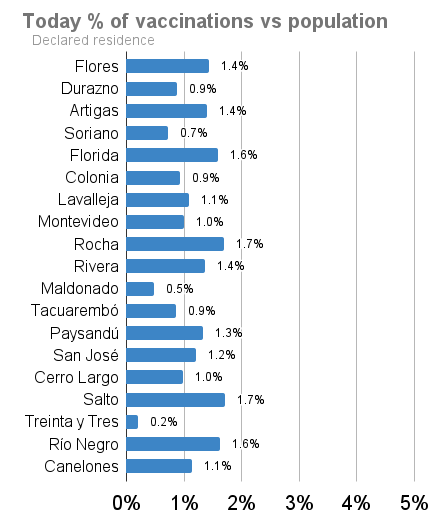 Today % of vaccinations vs population
Declared residence
Flores 1.4%
Durazno 0.9%
Artigas 1.4%
Soriano 0.7%
Florida 1.6%
Colonia 0.9%
Lavalleja 1.1%
Montevideo 1.0%
Rocha 1.7%
Rivera 1.4%
Maldonado 0.5%
Tacuarembó 0.9%
Paysandú 1.3%
San José 1.2%
Cerro Largo 1.0%
Salto 1.7%
Treinta y Tres 0.2%
Río Negro 1.6%
Canelones 1.1%
0% 1% 2% 3% 4% 5%